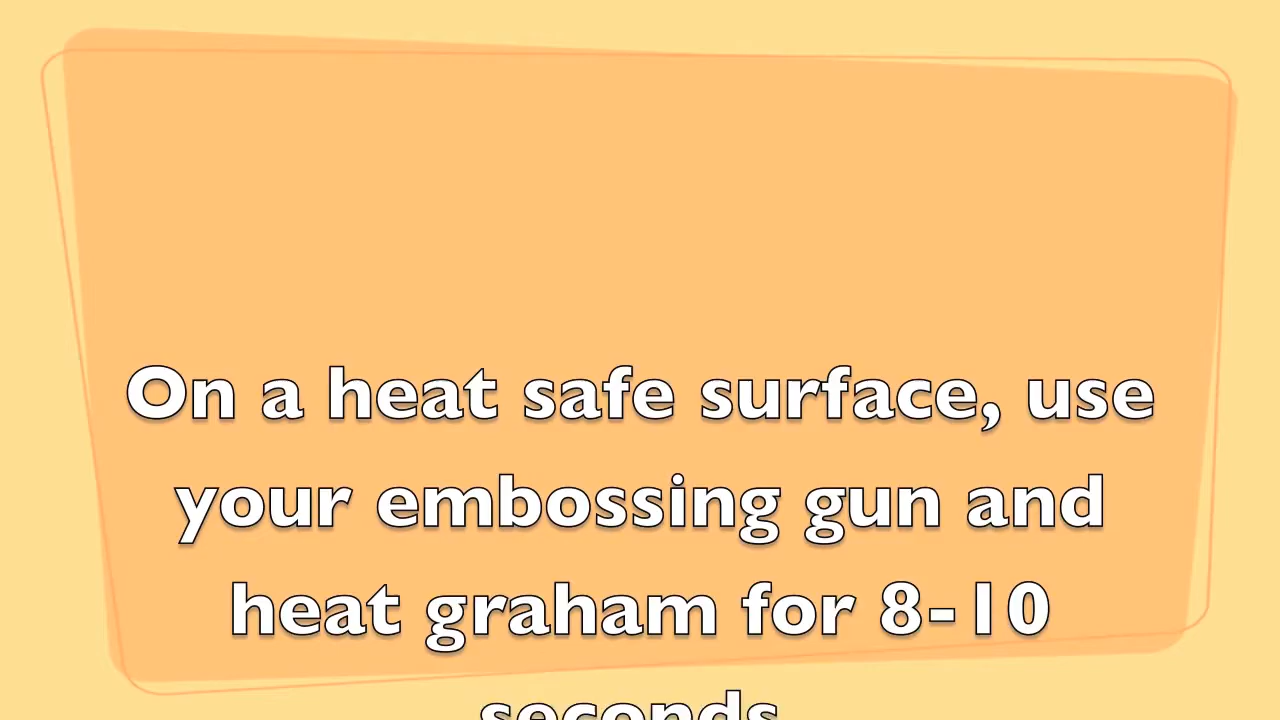 On a heat safe surface, use
your embossing gun and
heat graham for 8-10
seconds